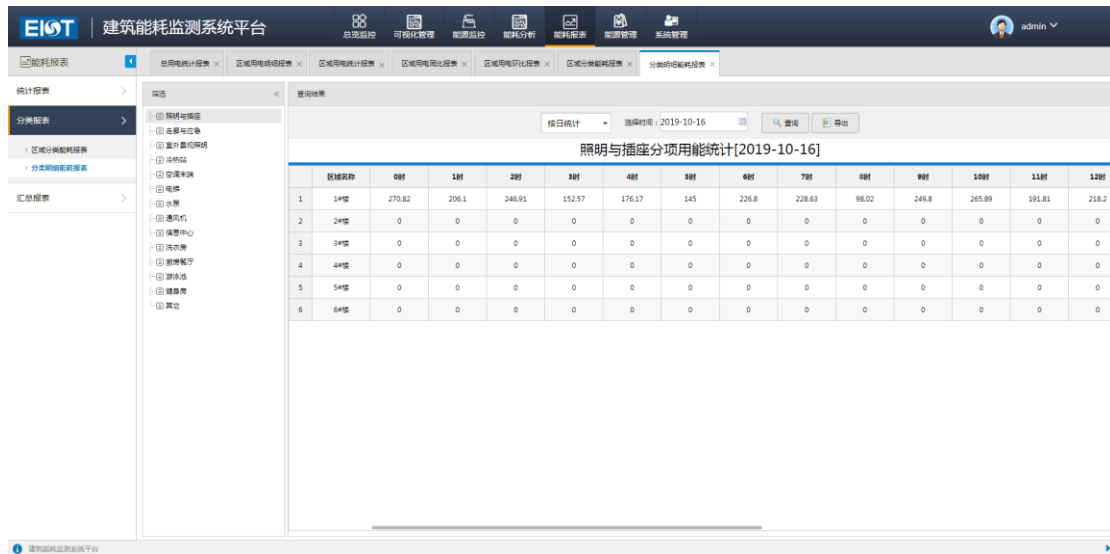 EIOT 建筑能耗监测系统平台 总览监控 可视化管理 能源监控 能耗分析 能耗报表 能源管理 系统管理 admin
能耗报表 总用电统计报表 × 区域用电明细报表 × 区域用电统计报表 × 区域用电同比报表 × 区域用电环比报表 × 区域分类能耗报表 × 分类明细能耗报表 ×
统计报表
分类报表
区域分类能耗报表
分类明细能耗报表
汇总报表
筛选
照明与插座
走廊与应急
室外景观照明
冷热站
空调末端
电梯
水泵
通风机
信息中心
洗衣房
厨房餐厅
游泳池
健身房
其它
查询结果
按日统计 选择时间：2019-10-16 查询 导出
照明与插座分项用能统计[2019-10-16]
区域名称 0时 1时 2时 3时 4时 5时 6时 7时 8时 9时 10时 11时 12时
1 1#楼 270.82 206.1 246.91 152.57 176.17 145 226.8 228.63 98.02 249.8 265.89 191.81 218.2
2 2#楼 0 0 0 0 0 0 0 0 0 0 0 0 0
3 3#楼 0 0 0 0 0 0 0 0 0 0 0 0 0
4 4#楼 0 0 0 0 0 0 0 0 0 0 0 0 0
5 5#楼 0 0 0 0 0 0 0 0 0 0 0 0 0
6 6#楼 0 0 0 0 0 0 0 0 0 0 0 0 0
建筑能耗监测系统平台